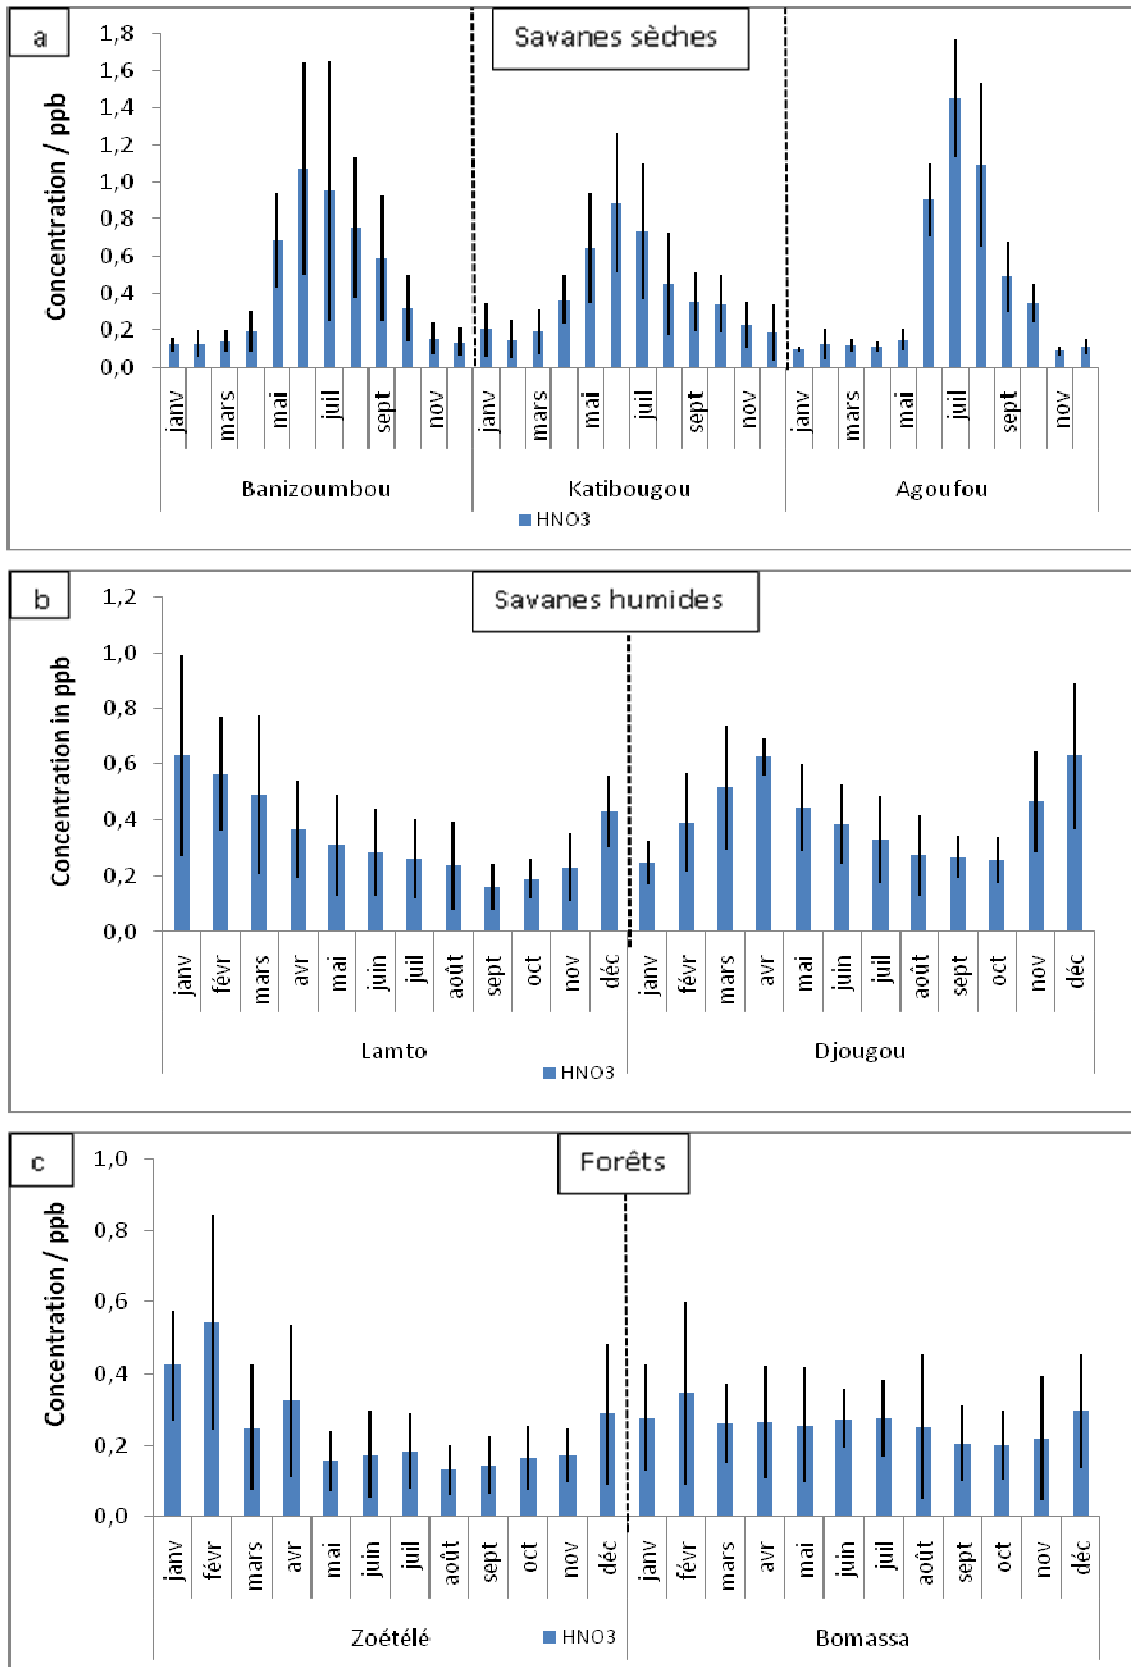 a
Savanes sèches
Concentration / ppb
1,8
1,6
1,4
1,2
1,0
0,8
0,6
0,4
0,2
0,0
janv mars mai juil sept nov janv mars mai juil sept nov janv mars mai juil sept nov
Banizoumbou Katibougou Agoufou
HNO3
b
Savanes humides
Concentration in ppb
1,2
1,0
0,8
0,6
0,4
0,2
0,0
janv févr mars avr mai juin juil août sept oct nov déc janv févr mars avr mai juin juil août sept oct nov déc
Lamto Djougou
HNO3
c
Forêts
Concentration / ppb
1,0
0,8
0,6
0,4
0,2
0,0
janv févr mars avr mai juin juil août sept oct nov déc janv févr mars avr mai juin juil août sept oct nov déc
Zoétélé HNO3 Bomassa